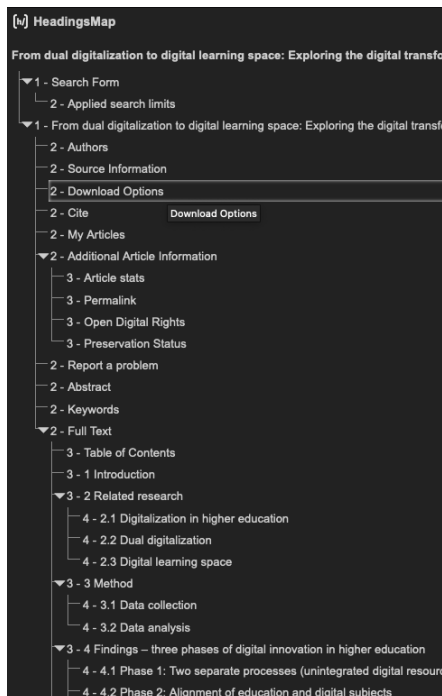 [h/] HeadingsMap
From dual digitalization to digital learning space: Exploring the digital transfo
1 - Search Form
2 - Applied search limits
1 - From dual digitalization to digital learning space: Exploring the digital transfo
2 - Authors
2 - Source Information
2 - Download Options
2 - Cite
Download Options
2 - My Articles
2 - Additional Article Information
3 - Article stats
3 - Permalink
3 - Open Digital Rights
3 - Preservation Status
2 - Report a problem
2 - Abstract
2 - Keywords
2 - Full Text
3 - Table of Contents
3 - 1 Introduction
3 - 2 Related research
4 - 2.1 Digitalization in higher education
4 - 2.2 Dual digitalization
4 - 2.3 Digital learning space
3 - 3 Method
4 - 3.1 Data collection
4 - 3.2 Data analysis
3 - 4 Findings – three phases of digital innovation in higher education
4 - 4.1 Phase 1: Two separate processes (unintegrated digital resour
4 - 4.2 Phase 2: Alignment of education and digital subjects